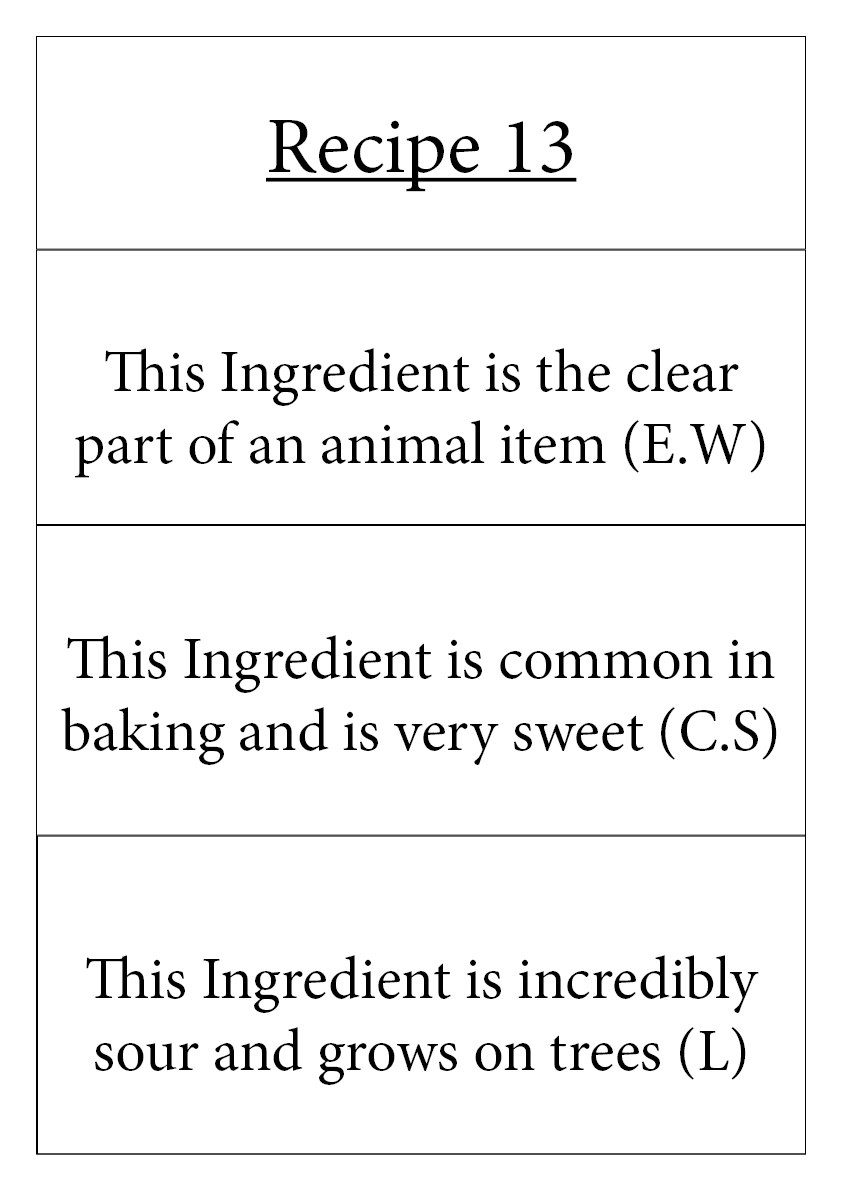 Recipe 13
This Ingredient is the clear
part of an animal item (E.W)
This Ingredient is common in
baking and is very sweet (C.S)
This Ingredient is incredibly
sour and grows on trees (L)